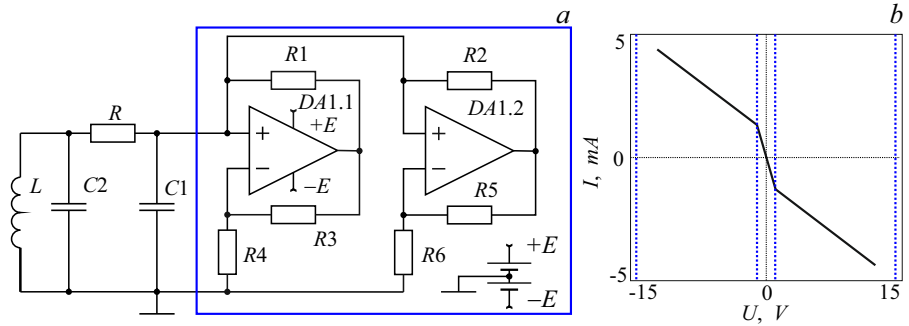 a
b
R1
R2
DA1.1
DA1.2
R
+E
+
+
L
C2
C1
−
−
−E
R5
R3
R4
R6
+E
−E
5
I, mA
0
-5
-15
0
15
U, V